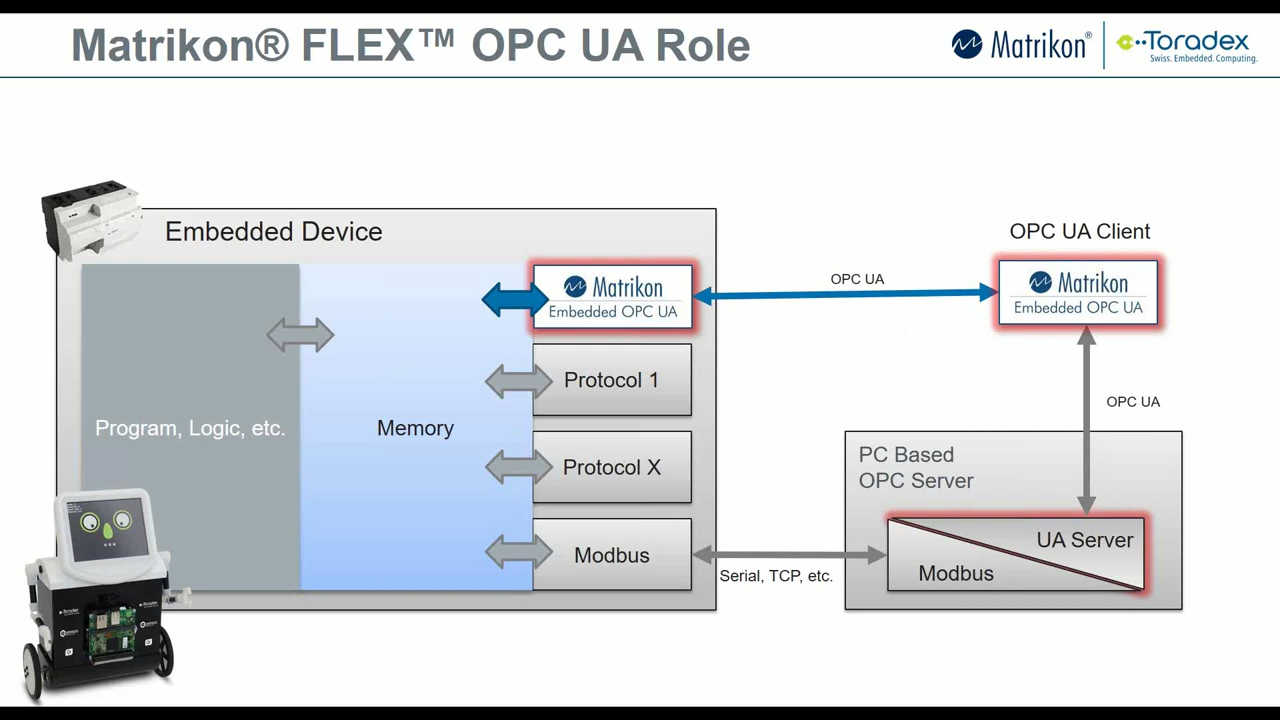 Matrikon® FLEX™ OPC UA Role
Matrikon®
Toradex
Swiss. Embedded. Computing.
Embedded Device
Program, Logic, etc.
Memory
Matrikon
Embedded OPC UA
Protocol 1
Protocol X
Modbus
OPC UA
OPC UA Client
Matrikon
Embedded OPC UA
OPC UA
Serial, TCP, etc.
PC Based
OPC Server
UA Server
Modbus
Toradex
Toradex